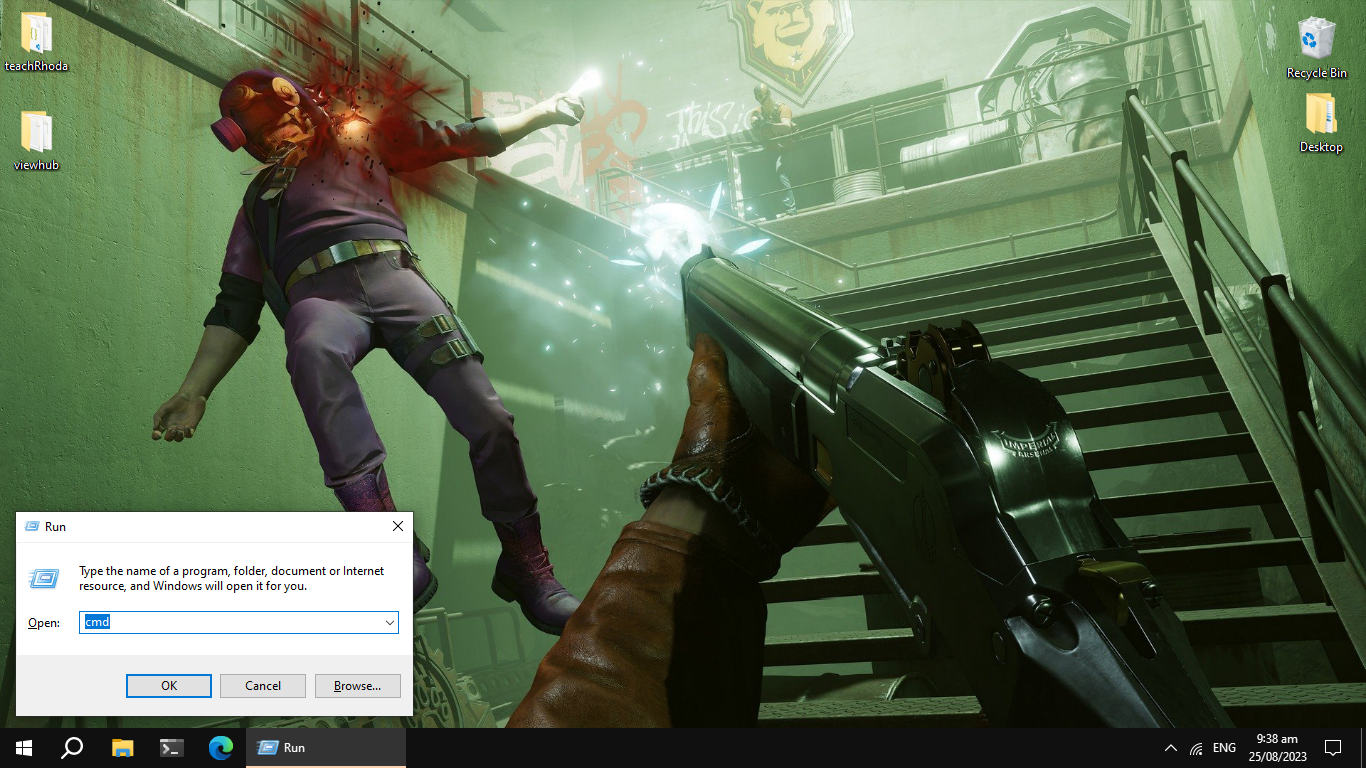 teachRhoda
viewhub
Recycle Bin
Desktop
IMPERIAL
Run
Type the name of a program, folder, document or Internet
resource, and Windows will open it for you.
Open:
cmd
OK
Cancel
Browse...
Run
ENG
9:38 am
25/08/2023